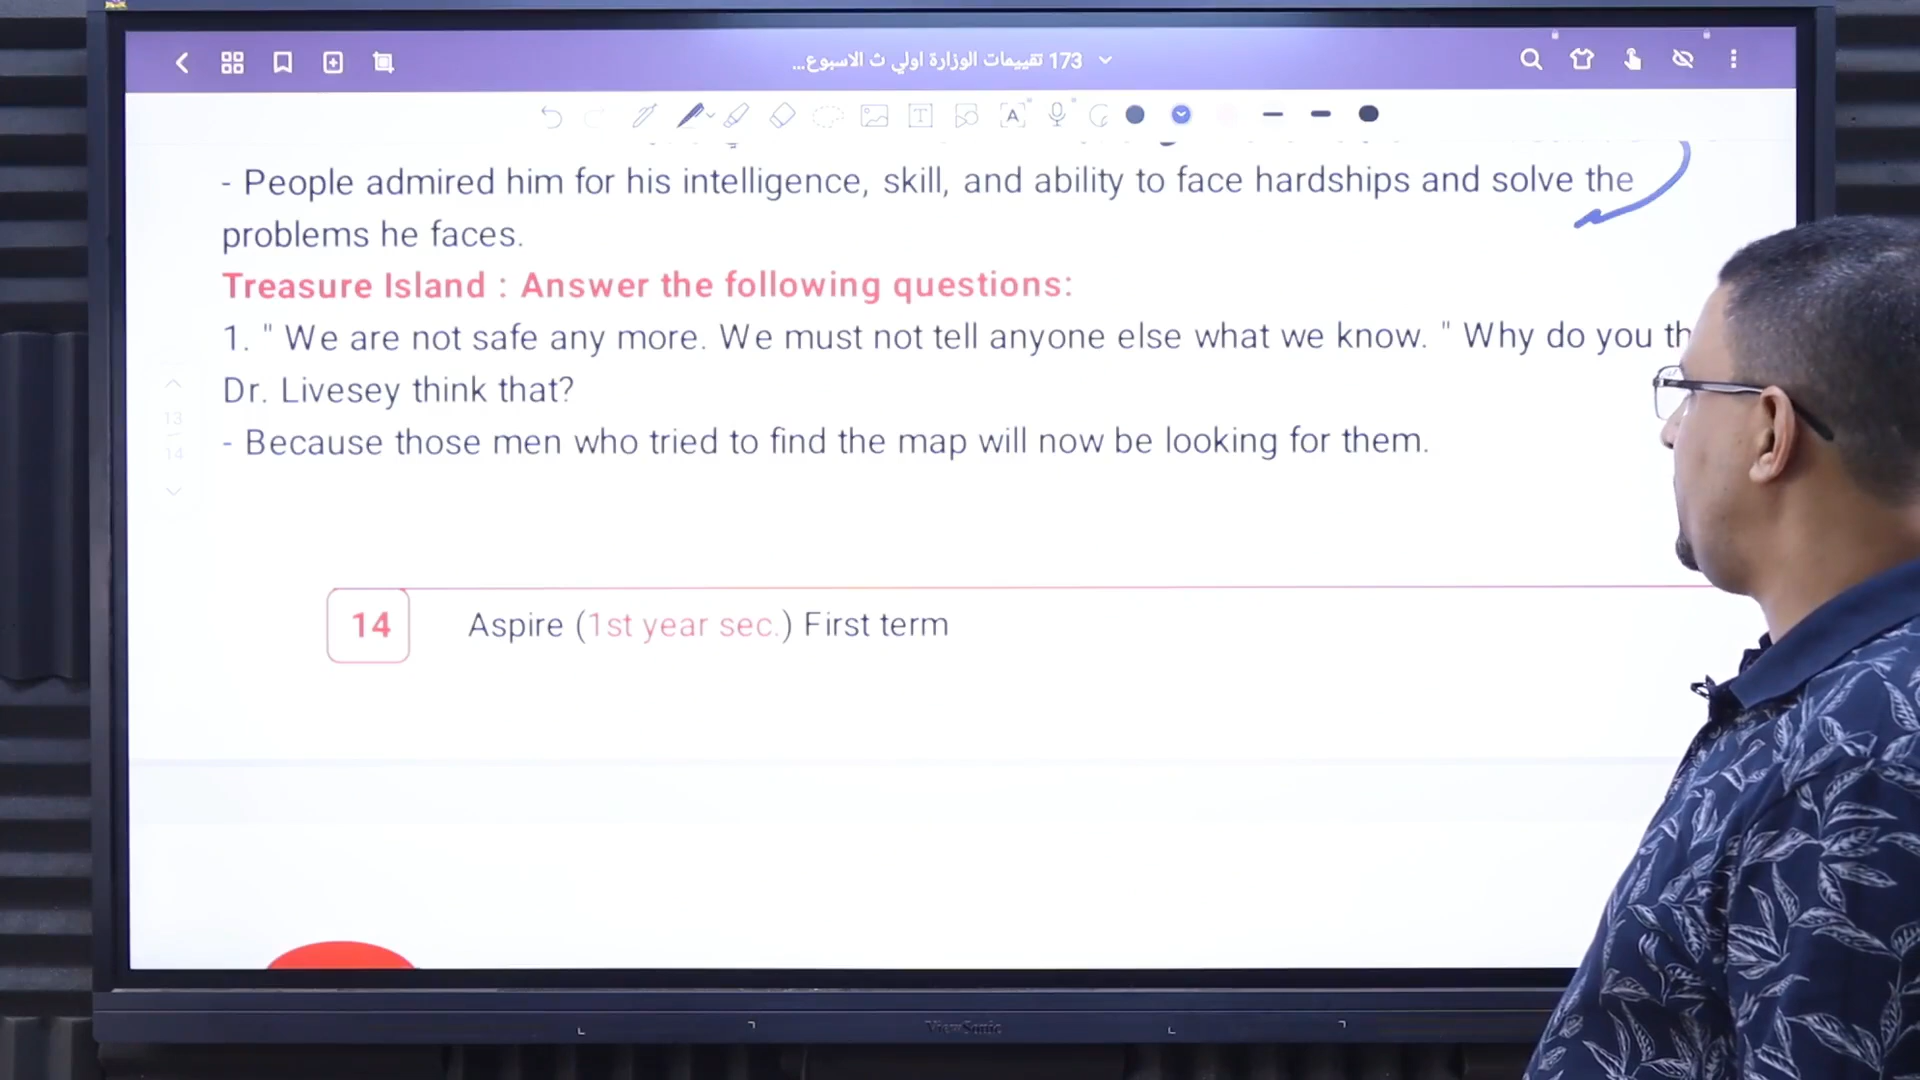 173 تقييمات الوزارة اولي ث الاسبوع...
- People admired him for his intelligence, skill, and ability to face hardships and solve the
problems he faces.
Treasure Island : Answer the following questions:
1. " We are not safe any more. We must not tell anyone else what we know. " Why do you
Dr. Livesey think that?
- Because those men who tried to find the map will now be looking for them.
13
14
14 Aspire (1st year sec.) First term
ViewSonic